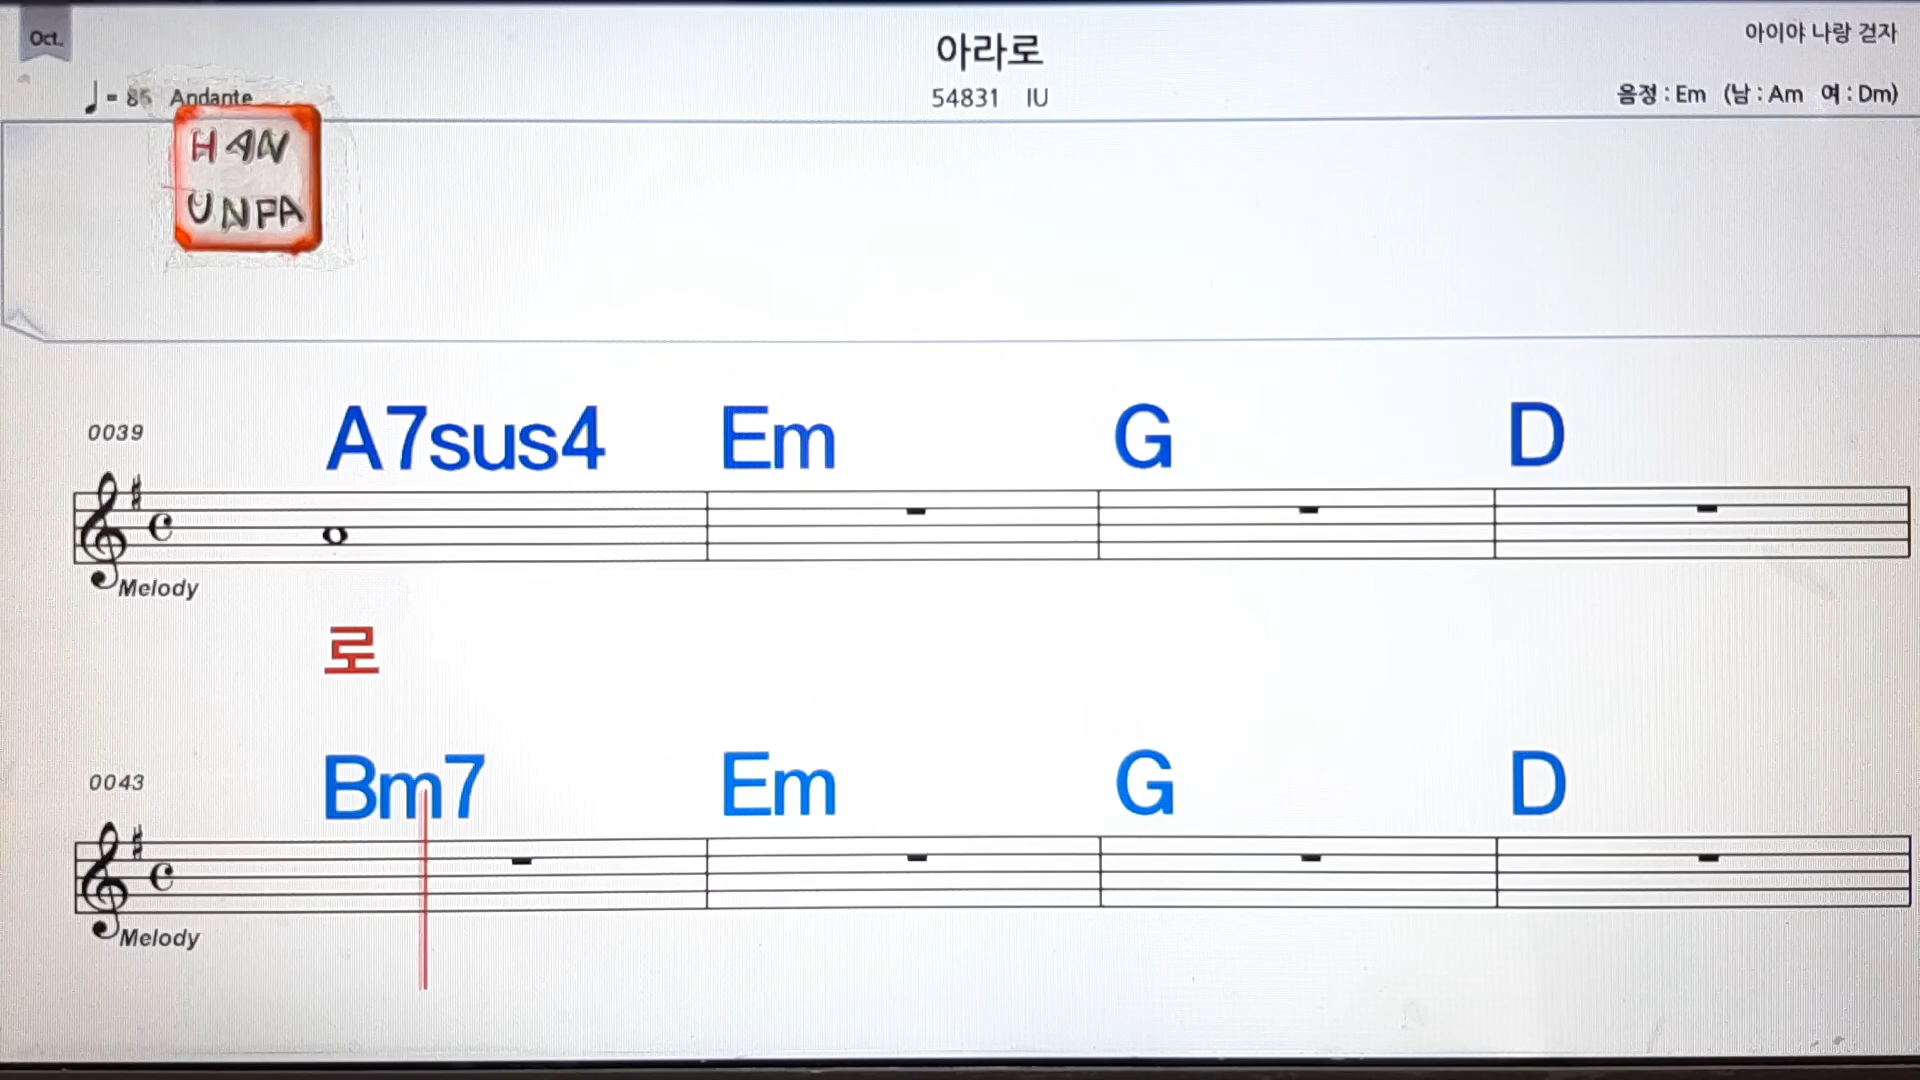 Oct.
아라로
아이야 나랑 걷자
♩ = 86 Andante
54831 IU
음정 : Em (남 : Am 여 : Dm)
HAN
UNPA
0039
A7sus4 Em G D
Melody
로
0043
Bm7 Em G D
Melody